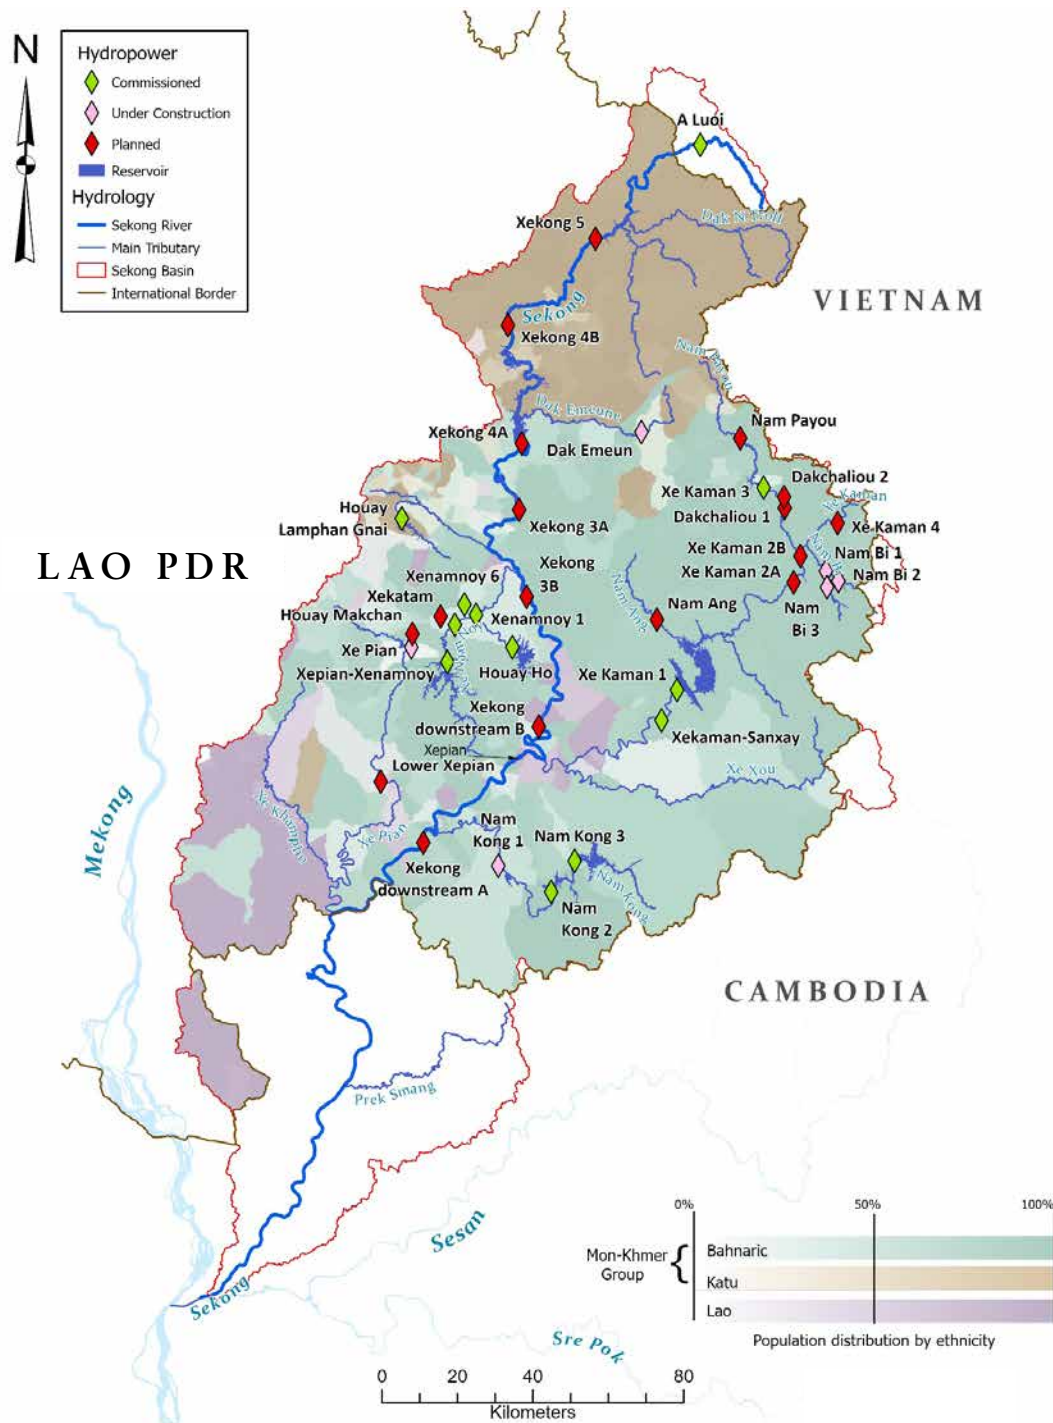 N
Hydropower
Commissioned
Under Construction
Planned
Reservoir
Hydrology
Sekong River
Main Tributary
Sekong Basin
International Border
A Luoi
Xekong 5
VIETNAM
Sekong
Xekong 4B
Dak Emeune
Nam Payou
Xekong 4A
Dak Emeun
Xe Kaman 3
Dakchaliou 2
Xe Kaman
Houay
Lamphan Gnai
Dakchaliou 1
Xe Kaman 4
Xekong 3A
LAO PDR
Xe Kaman 2B
Nam Bi 1
Xekong
3B
Xenamnoy 6
Xe Kaman 2A
Nam Bi 2
Xekatam
Nam Ang
Houay Makchan
Xenamnoy 1
Nam Ang
Nam
Bi 3
Xe Pian
Xepian-Xenamnoy
Houay Ho
Xe Kaman 1
Xekong
downstream B
Xekaman-Sanxay
Xepian
Lower Xepian
Xe Xou
Mekong
Xe Khampho
Xe Pian
Nam
Kong 1
Nam Kong 3
Xekong
downstream A
Nam Kong
Nam
Kong 2
CAMBODIA
Prek Smang
Sesan
Sekong
Sre Pok
0%
50%
100%
Mon-Khmer
Group
Bahnaric
Katu
Lao
Population distribution by ethnicity
0
20
40
80
Kilometers